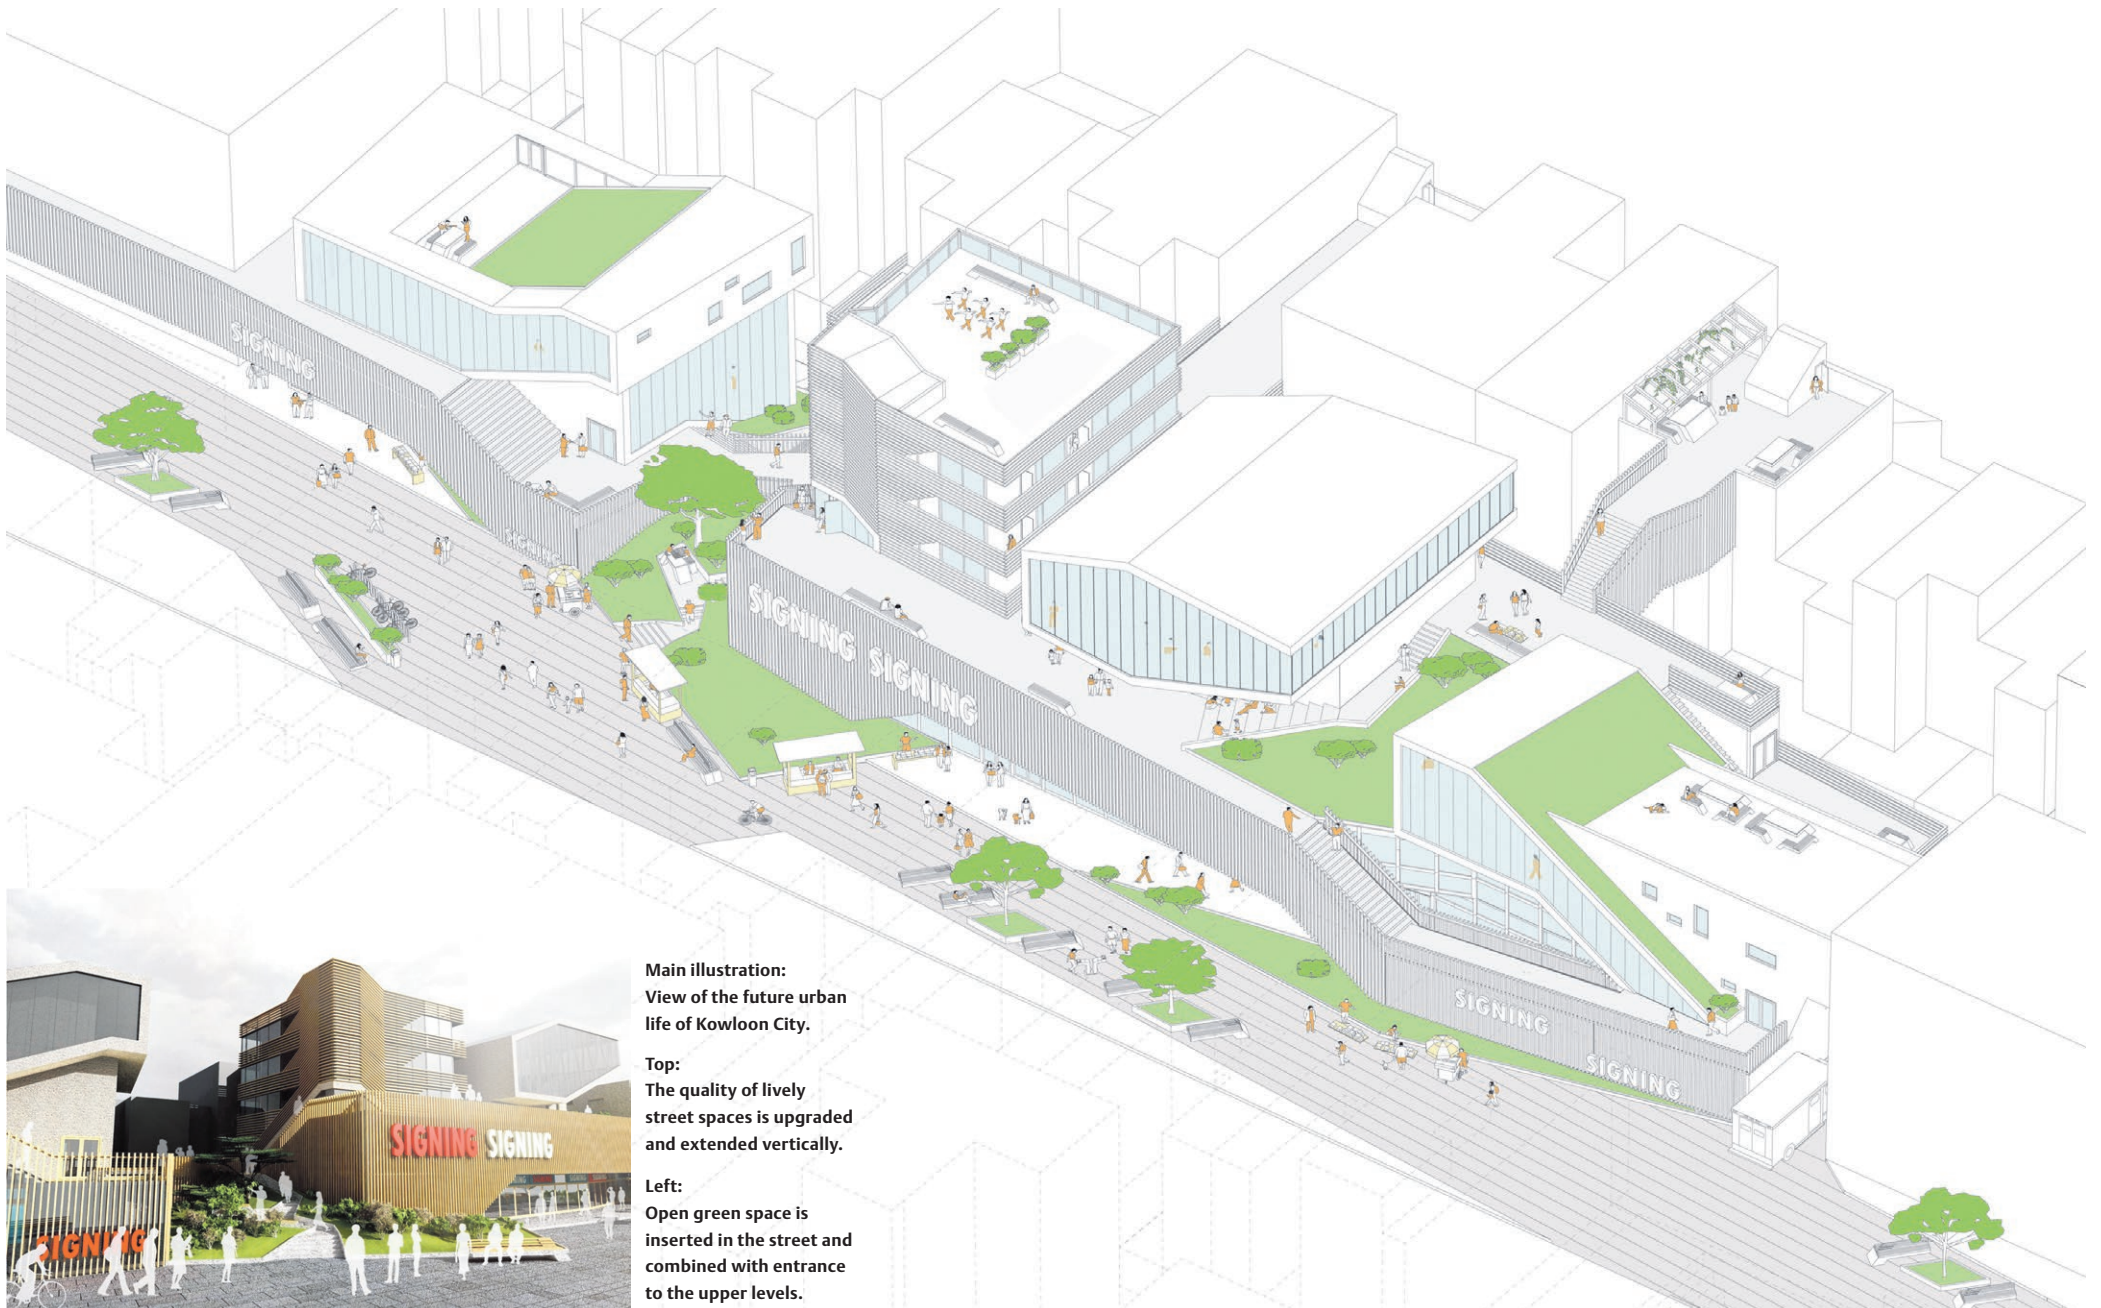 SIGNING
SIGNING
SIGNING SIGNING
SIGNING
SIGNING
SIGNING SIGNING
SIGNING
Main illustration:
View of the future urban
life of Kowloon City.
Top:
The quality of lively
street spaces is upgraded
and extended vertically.
Left:
Open green space is
inserted in the street and
combined with entrance
to the upper levels.